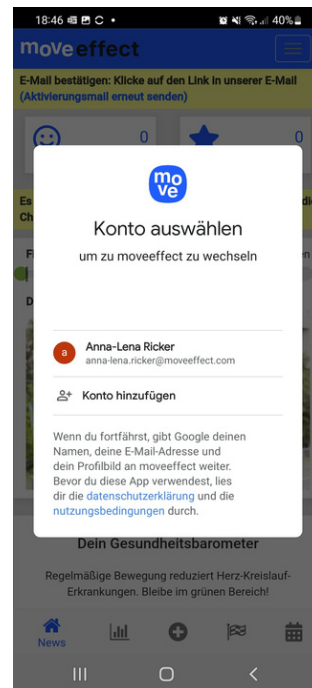 18:46
40%
moveeffect
E-Mail bestätigen: Klicke auf den Link in unserer E-Mail
(Aktivierungsmail erneut senden)
0
0
Es
Ch
move
Konto auswählen
um zu moveeffect zu wechseln
a
Anna-Lena Ricker
anna-lena.ricker@moveeffect.com
Konto hinzufügen
Wenn du fortfährst, gibt Google deinen
Namen, deine E-Mail-Adresse und
dein Profilbild an moveeffect weiter.
Bevor du diese App verwendest, lies
dir die datenschutzerklärung und die
nutzungsbedingungen durch.
Dein Gesundheitsbarometer
Regelmäßige Bewegung reduziert Herz-Kreislauf-
Erkrankungen. Bleibe im grünen Bereich!
News